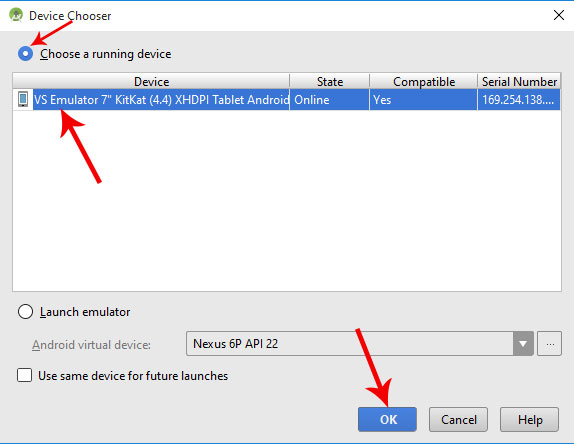 Device Chooser
Choose a running device
Device State Compatible Serial Number
VS Emulator 7" KitKat (4.4) XHDPI Tablet Android Online Yes 169.254.138....
Launch emulator
Android virtual device: Nexus 6P API 22 ...
Use same device for future launches
OK Cancel Help